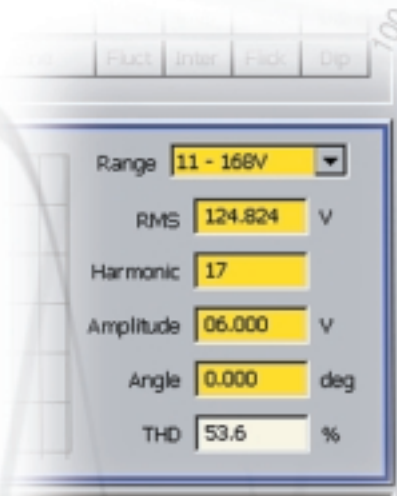 Fluct Inter Flick Dip
100
Range 11 - 168V
RMS 124.824 V
Harmonic 17
Amplitude 06.000 V
Angle 0.000 deg
THD 53.6 %